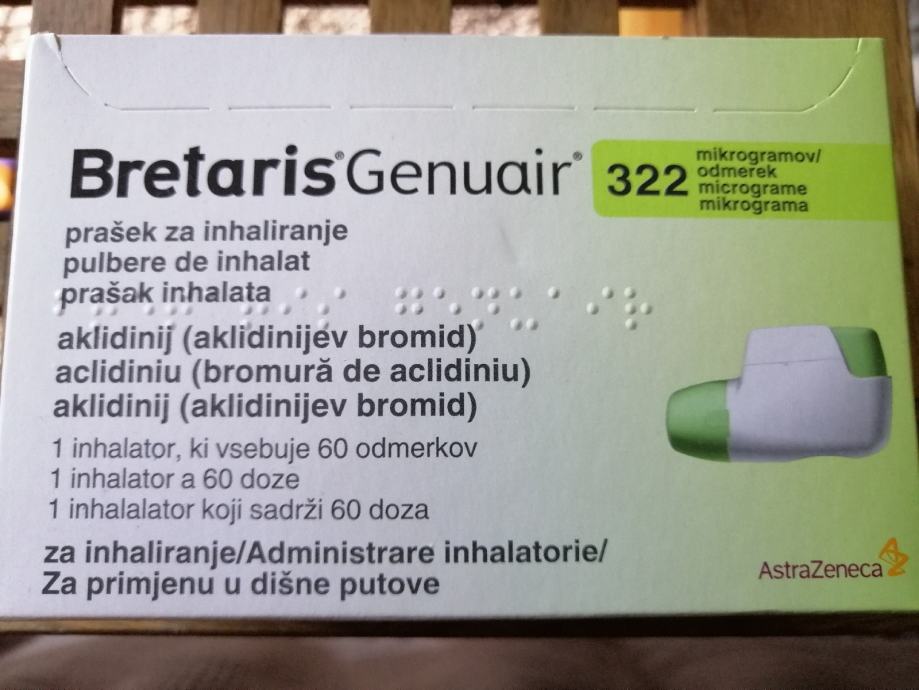 Bretaris® Genuair®
322 mikrogramov/
odmerek
micrograme
mikrograma
prašek za inhaliranje
pulbere de inhalat
prašak inhalata
aklidinij (aklidinijev bromid)
aclidiniu (bromură de aclidiniu)
aklidinij (aklidinijev bromid)
1 inhalator, ki vsebuje 60 odmerkov
1 inhalator a 60 doze
1 inhalalator koji sadrži 60 doza
za inhaliranje/Administrare inhalatorie/
Za primjenu u dišne putove
AstraZeneca